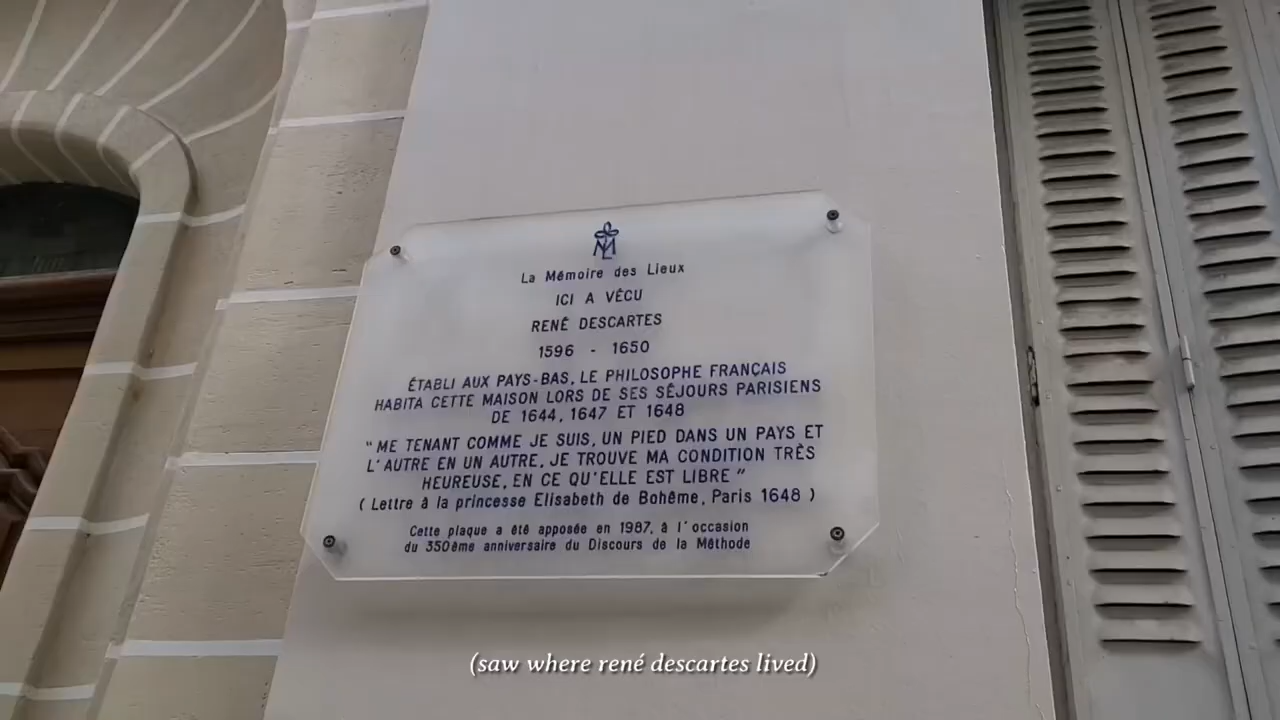 La Mémoire des Lieux
ICI A VÉCU
RENÉ DESCARTES
1596 - 1650
ÉTABLI AUX PAYS-BAS, LE PHILOSOPHE FRANÇAIS
HABITA CETTE MAISON LORS DE SES SÉJOURS PARISIENS
DE 1644, 1647 ET 1648
“ME TENANT COMME JE SUIS, UN PIED DANS UN PAYS ET
L'AUTRE EN UN AUTRE, JE TROUVE MA CONDITION TRÈS
HEUREUSE, EN CE QU'ELLE EST LIBRE”
( Lettre à la princesse Elisabeth de Bohême, Paris 1648 )
Cette plaque a été apposée en 1987, à l'occasion
du 350ème anniversaire du Discours de la Méthode
(saw where rené descartes lived)